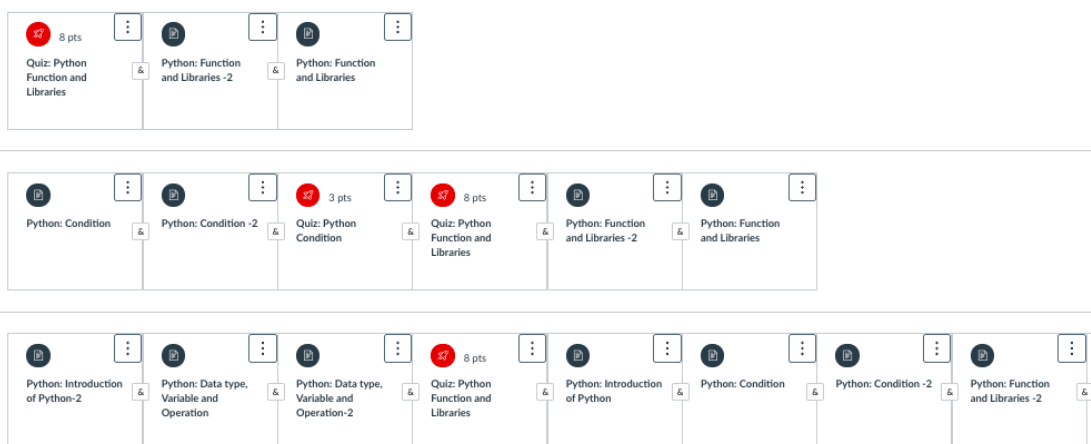 8 pts
Quiz: Python
Function and
Libraries
&
Python: Function
and Libraries -2
&
Python: Function
and Libraries
Python: Condition
&
Python: Condition -2
&
3 pts
Quiz: Python
Condition
&
8 pts
Quiz: Python
Function and
Libraries
&
Python: Function
and Libraries -2
&
Python: Function
and Libraries
Python: Introduction
of Python-2
&
Python: Data type,
Variable and
Operation
&
Python: Data type,
Variable and
Operation-2
&
8 pts
Quiz: Python
Function and
Libraries
&
Python: Introduction
of Python
&
Python: Condition
&
Python: Condition -2
&
Python: Function
and Libraries -2
&